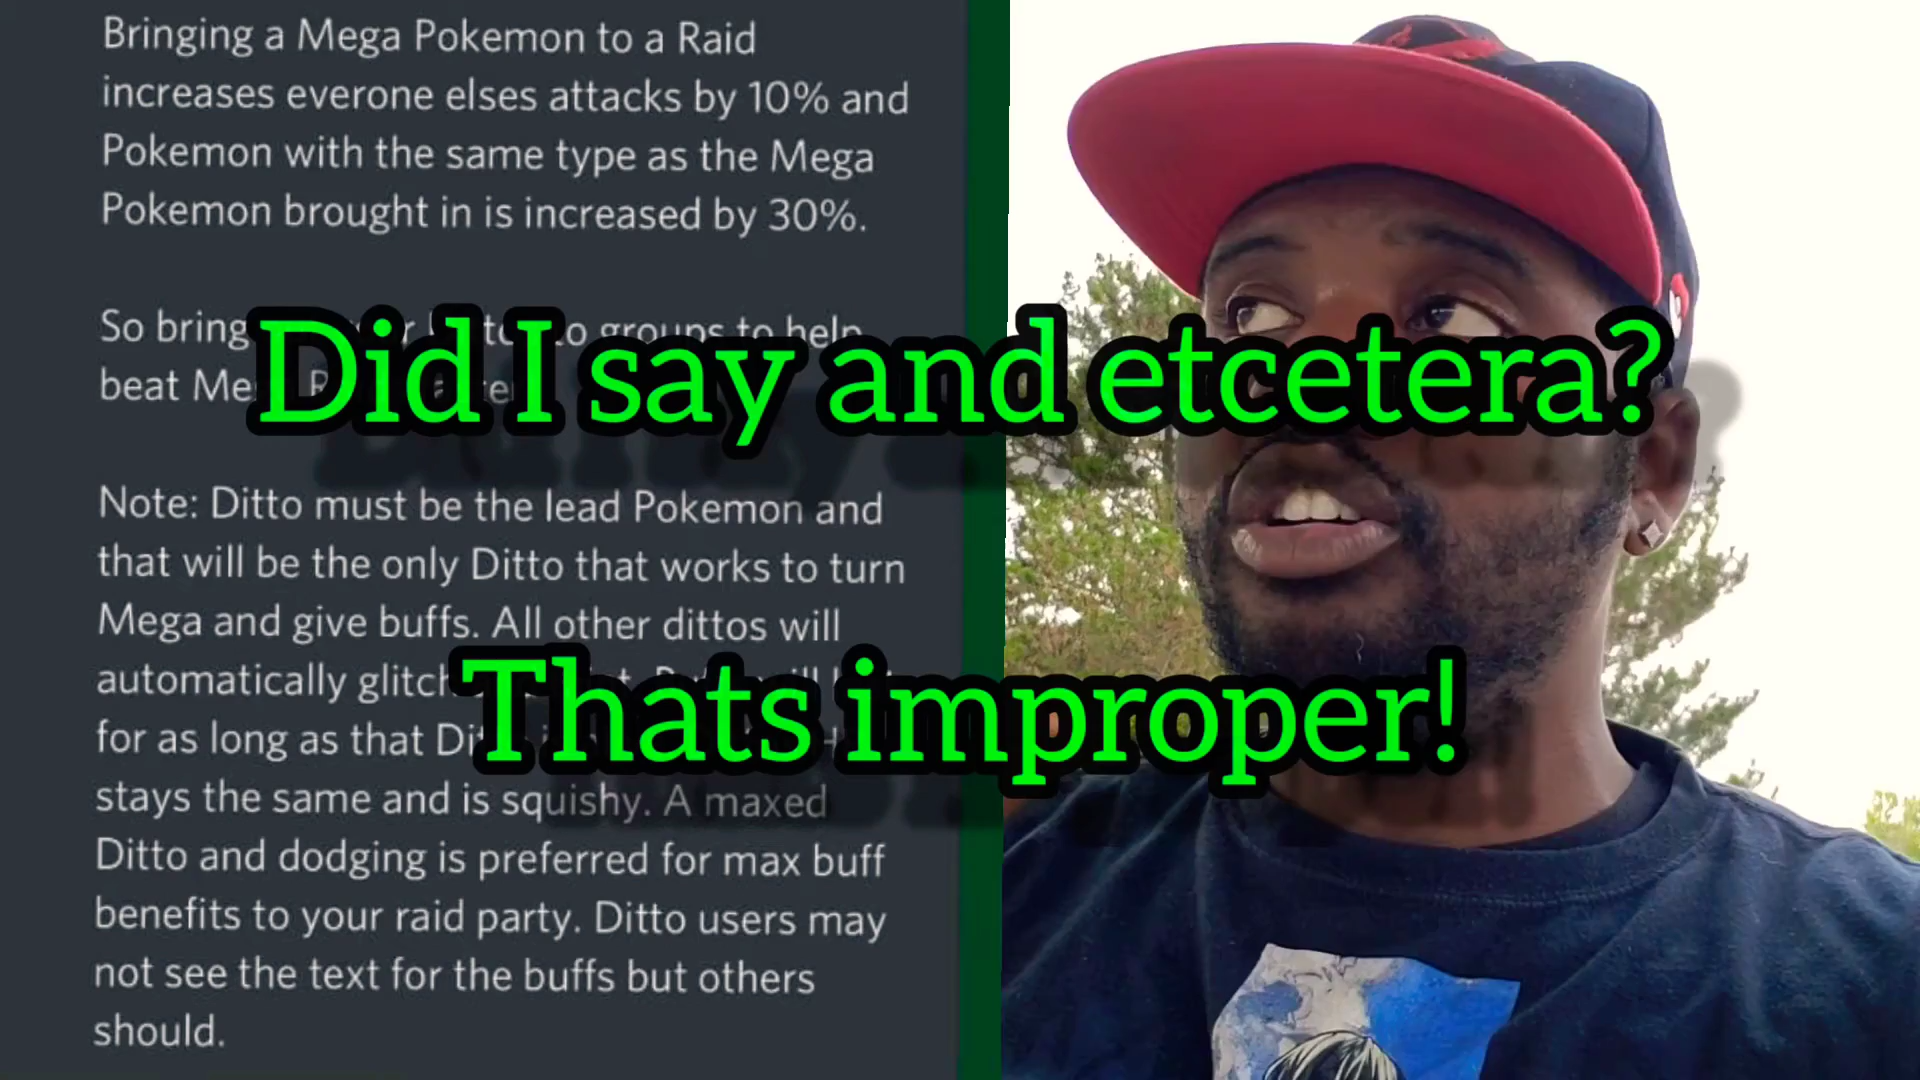 Bringing a Mega Pokemon to a Raid
increases everone elses attacks by 10% and
Pokemon with the same type as the Mega
Pokemon brought in is increased by 30%.
So bring to groups to help
beat
Did I say and etcetera?
Note: Ditto must be the lead Pokemon and
that will be the only Ditto that works to turn
Mega and give buffs. All other dittos will
automatically glitch
Thats improper!
for as long as that
stays the same and is squishy. A maxed
Ditto and dodging is preferred for max buff
benefits to your raid party. Ditto users may
not see the text for the buffs but others
should.